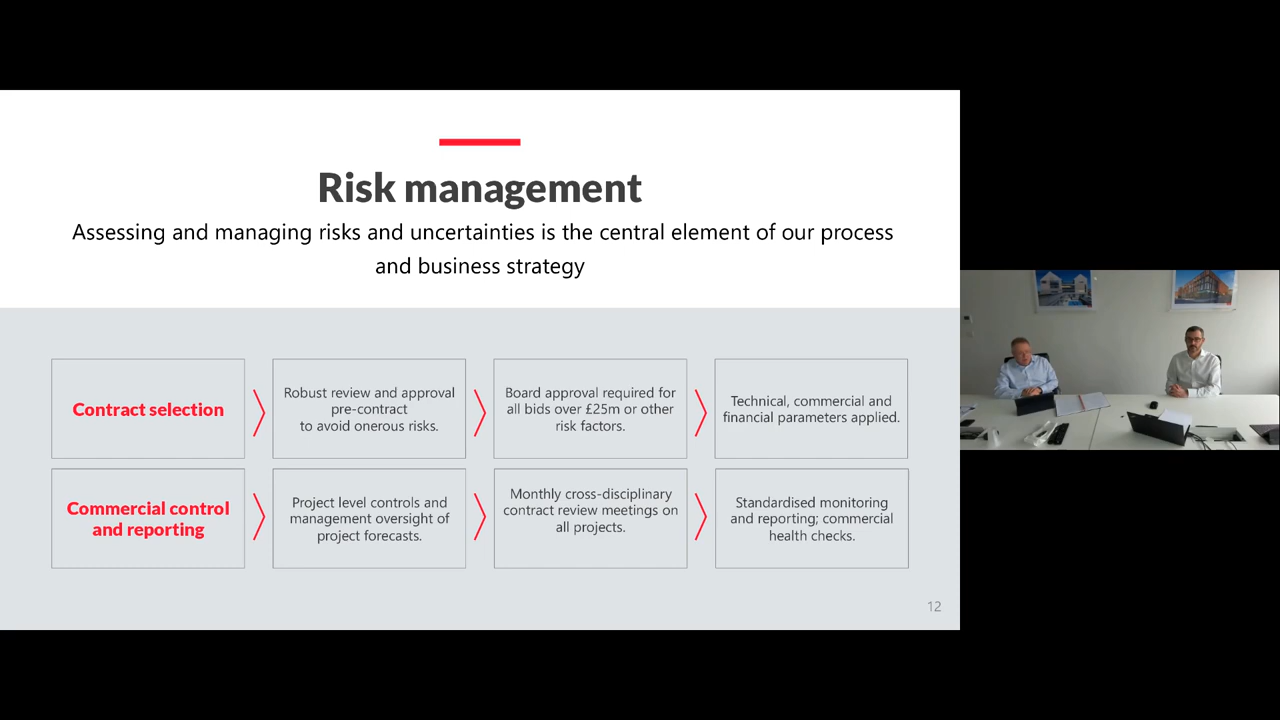 Risk management
Assessing and managing risks and uncertainties is the central element of our process
and business strategy
Contract selection
Robust review and approval
pre-contract
to avoid onerous risks.
Board approval required for
all bids over £25m or other
risk factors.
Technical, commercial and
financial parameters applied.
Commercial control
and reporting
Project level controls and
management oversight of
project forecasts.
Monthly cross-disciplinary
contract review meetings on
all projects.
Standardised monitoring
and reporting; commercial
health checks.
12